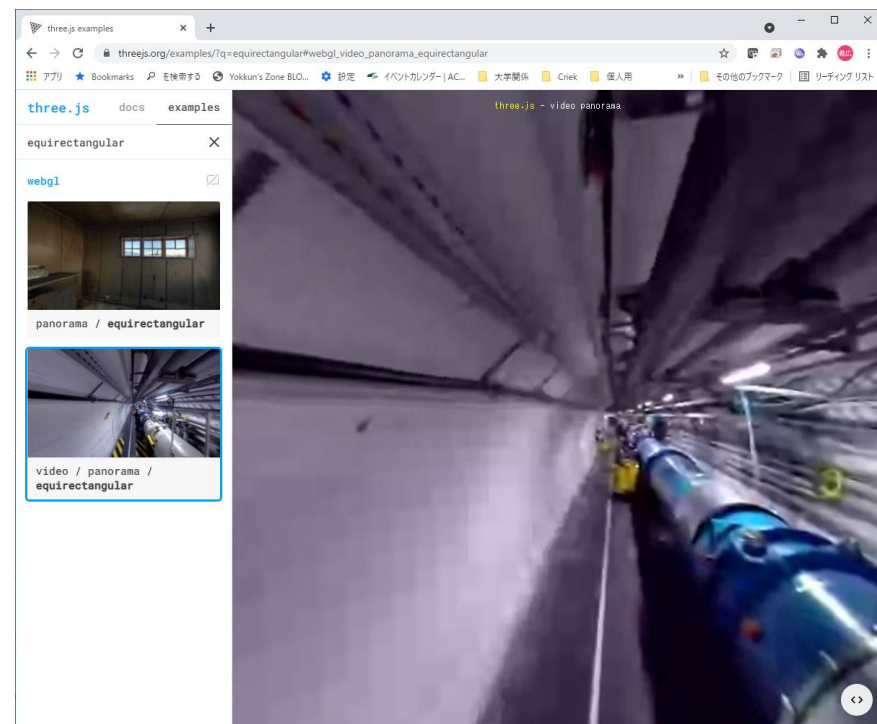 three.js examples
threejs.org/examples/?q=equirectangular#webgl_video_panorama_equirectangular
アプリ Bookmarks を検索する Yokkun's Zone BLO... 設定 イベントカレンダー | AC... 大学関係 Criek 個人用 » その他のブックマーク リーディング リスト
three.js docs examples
three.js - video panorama
equirectangular
webgl
panorama / equirectangular
video / panorama /
equirectangular